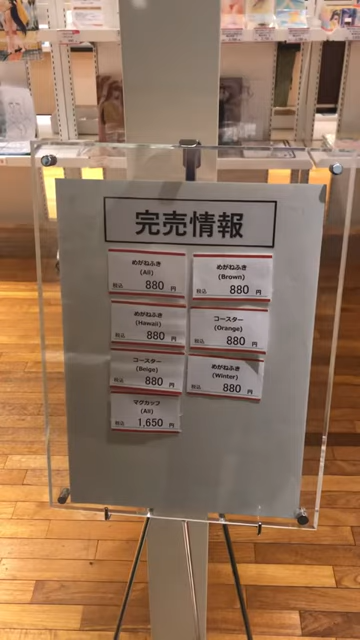 完売情報
めがねふき
(Ali)
税込 880 円
めがねふき
(Brown)
税込 880 円
めがねふき
(Hawaii)
税込 880 円
コースター
(Orange)
税込 880 円
コースター
(Beige)
税込 880 円
めがねふき
(Winter)
税込 880 円
マグカップ
(Ali)
税込 1,650 円